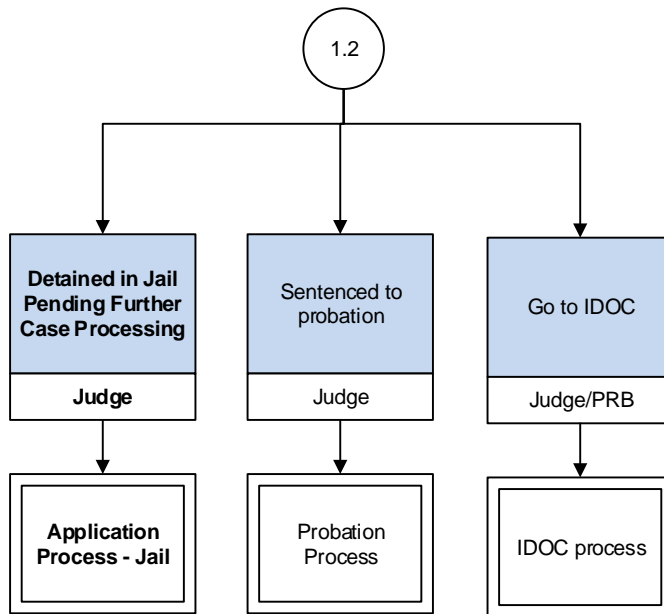 1.2
Detained in Jail
Pending Further
Case Processing
Judge
Sentenced to
probation
Judge
Go to IDOC
Judge/PRB
Application
Process - Jail
Probation
Process
IDOC process